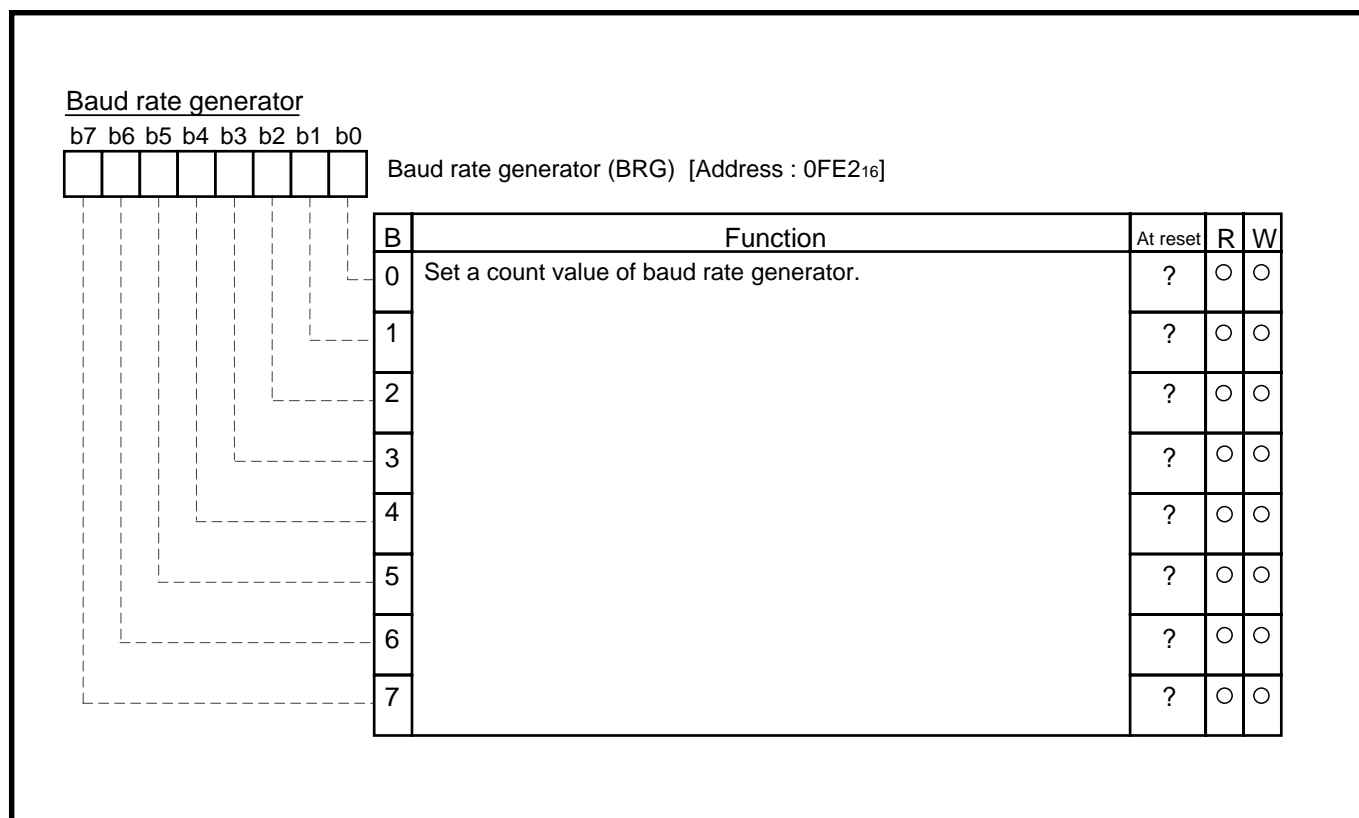 Baud rate generator
b7 b6 b5 b4 b3 b2 b1 b0
Baud rate generator (BRG) [Address : 0FE216]
B Function At reset R W
0 Set a count value of baud rate generator. ? ○ ○
1 ? ○ ○
2 ? ○ ○
3 ? ○ ○
4 ? ○ ○
5 ? ○ ○
6 ? ○ ○
7 ? ○ ○